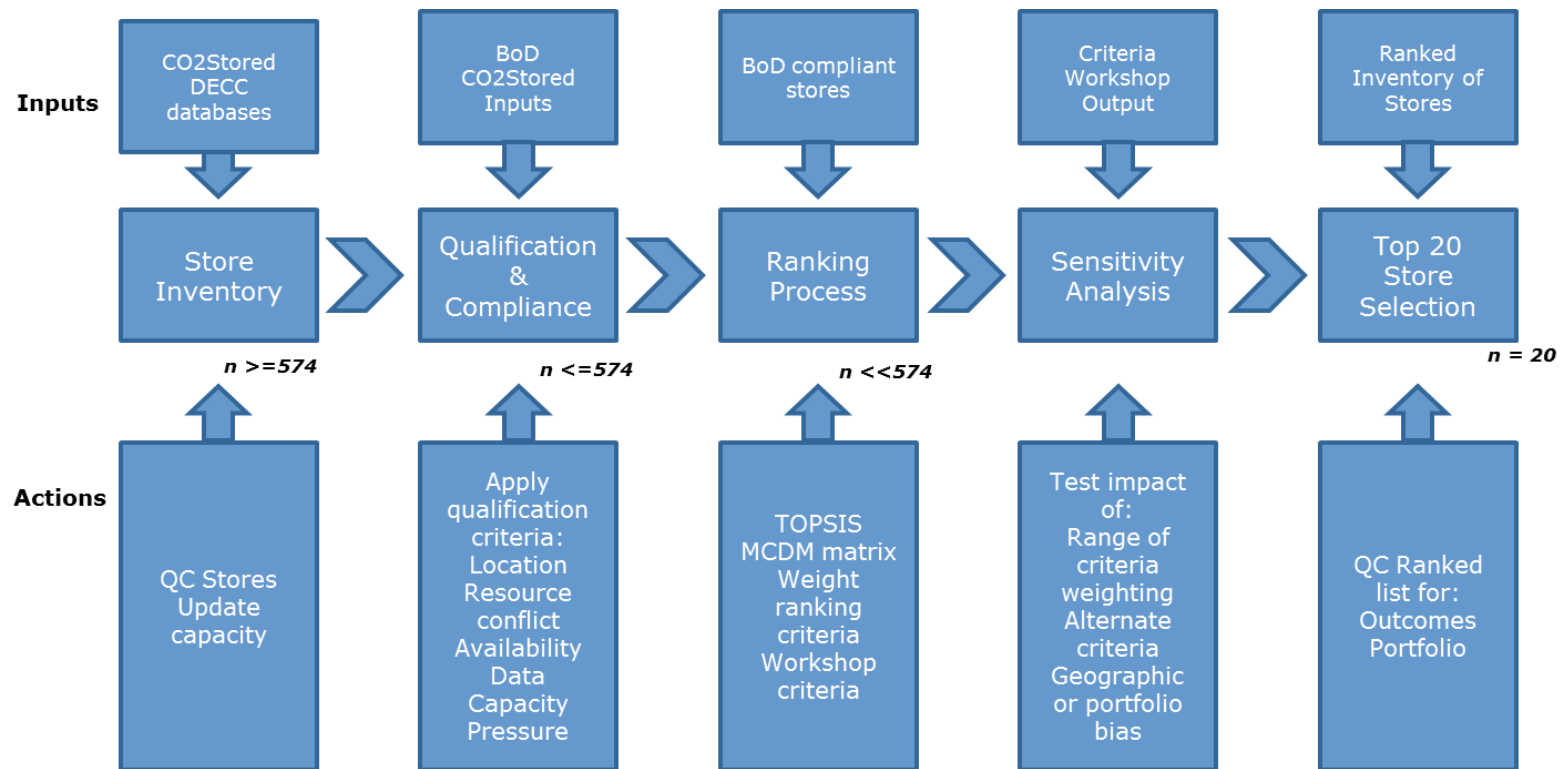 Inputs
CO2Stored
DECC
databases
BoD
CO2Stored
Inputs
BoD compliant
stores
Criteria
Workshop
Output
Ranked
Inventory of
Stores
Store
Inventory
Qualification
&
Compliance
Ranking
Process
Sensitivity
Analysis
Top 20
Store
Selection
n >=574
n <=574
n <<574
n = 20
Actions
QC Stores
Update
capacity
Apply
qualification
criteria:
Location
Resource
conflict
Availability
Data
Capacity
Pressure
TOPSIS
MCDM matrix
Weight
ranking
criteria
Workshop
criteria
Test impact
of:
Range of
criteria
weighting
Alternate
criteria
Geographic
or portfolio
bias
QC Ranked
list for:
Outcomes
Portfolio